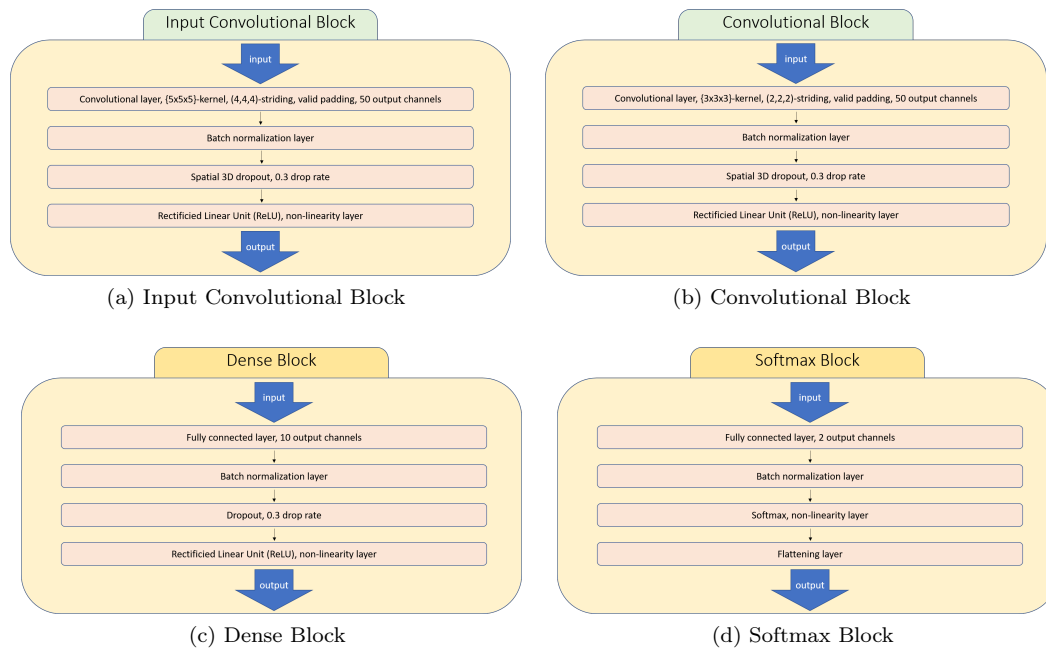 Input Convolutional Block
input
Convolutional layer, {5x5x5}-kernel, (4,4,4)-striding, valid padding, 50 output channels
Batch normalization layer
Spatial 3D dropout, 0.3 drop rate
Rectificied Linear Unit (ReLU), non-linearity layer
output
(a) Input Convolutional Block
Convolutional Block
input
Convolutional layer, {3x3x3}-kernel, (2,2,2)-striding, valid padding, 50 output channels
Batch normalization layer
Spatial 3D dropout, 0.3 drop rate
Rectificied Linear Unit (ReLU), non-linearity layer
output
(b) Convolutional Block
Dense Block
input
Fully connected layer, 10 output channels
Batch normalization layer
Dropout, 0.3 drop rate
Rectificied Linear Unit (ReLU), non-linearity layer
output
(c) Dense Block
Softmax Block
input
Fully connected layer, 2 output channels
Batch normalization layer
Softmax, non-linearity layer
Flattening layer
output
(d) Softmax Block